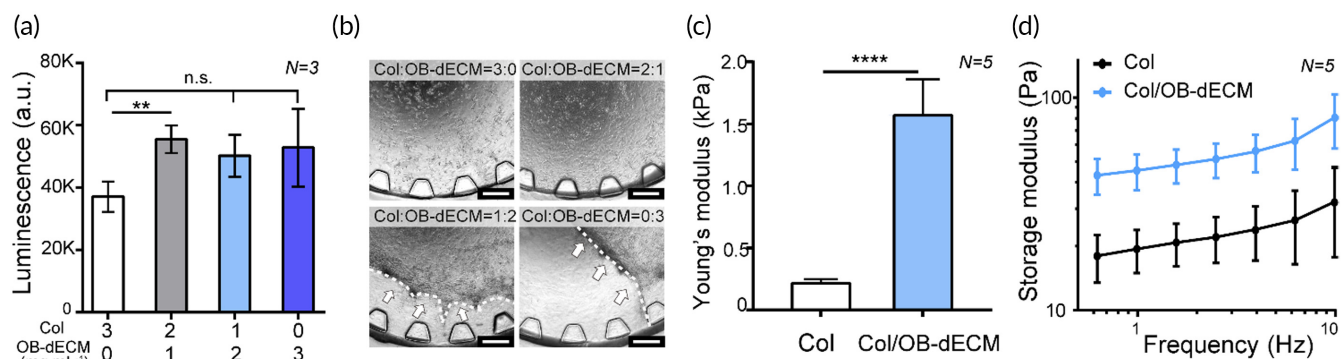 (a)
Luminescence (a.u.)
80K
60K
40K
20K
0
N=3
n.s.
**
Col 3 2 1 0
OB-dECM 0 1 2 3
(b)
Col:OB-dECM=3:0
Col:OB-dECM=2:1
Col:OB-dECM=1:2
Col:OB-dECM=0:3
(c)
Young's modulus (kPa)
2.0
1.5
1.0
0.5
0
N=5
****
Col
Col/OB-dECM
(d)
Storage modulus (Pa)
100
10
N=5
Col
Col/OB-dECM
1
10
Frequency (Hz)